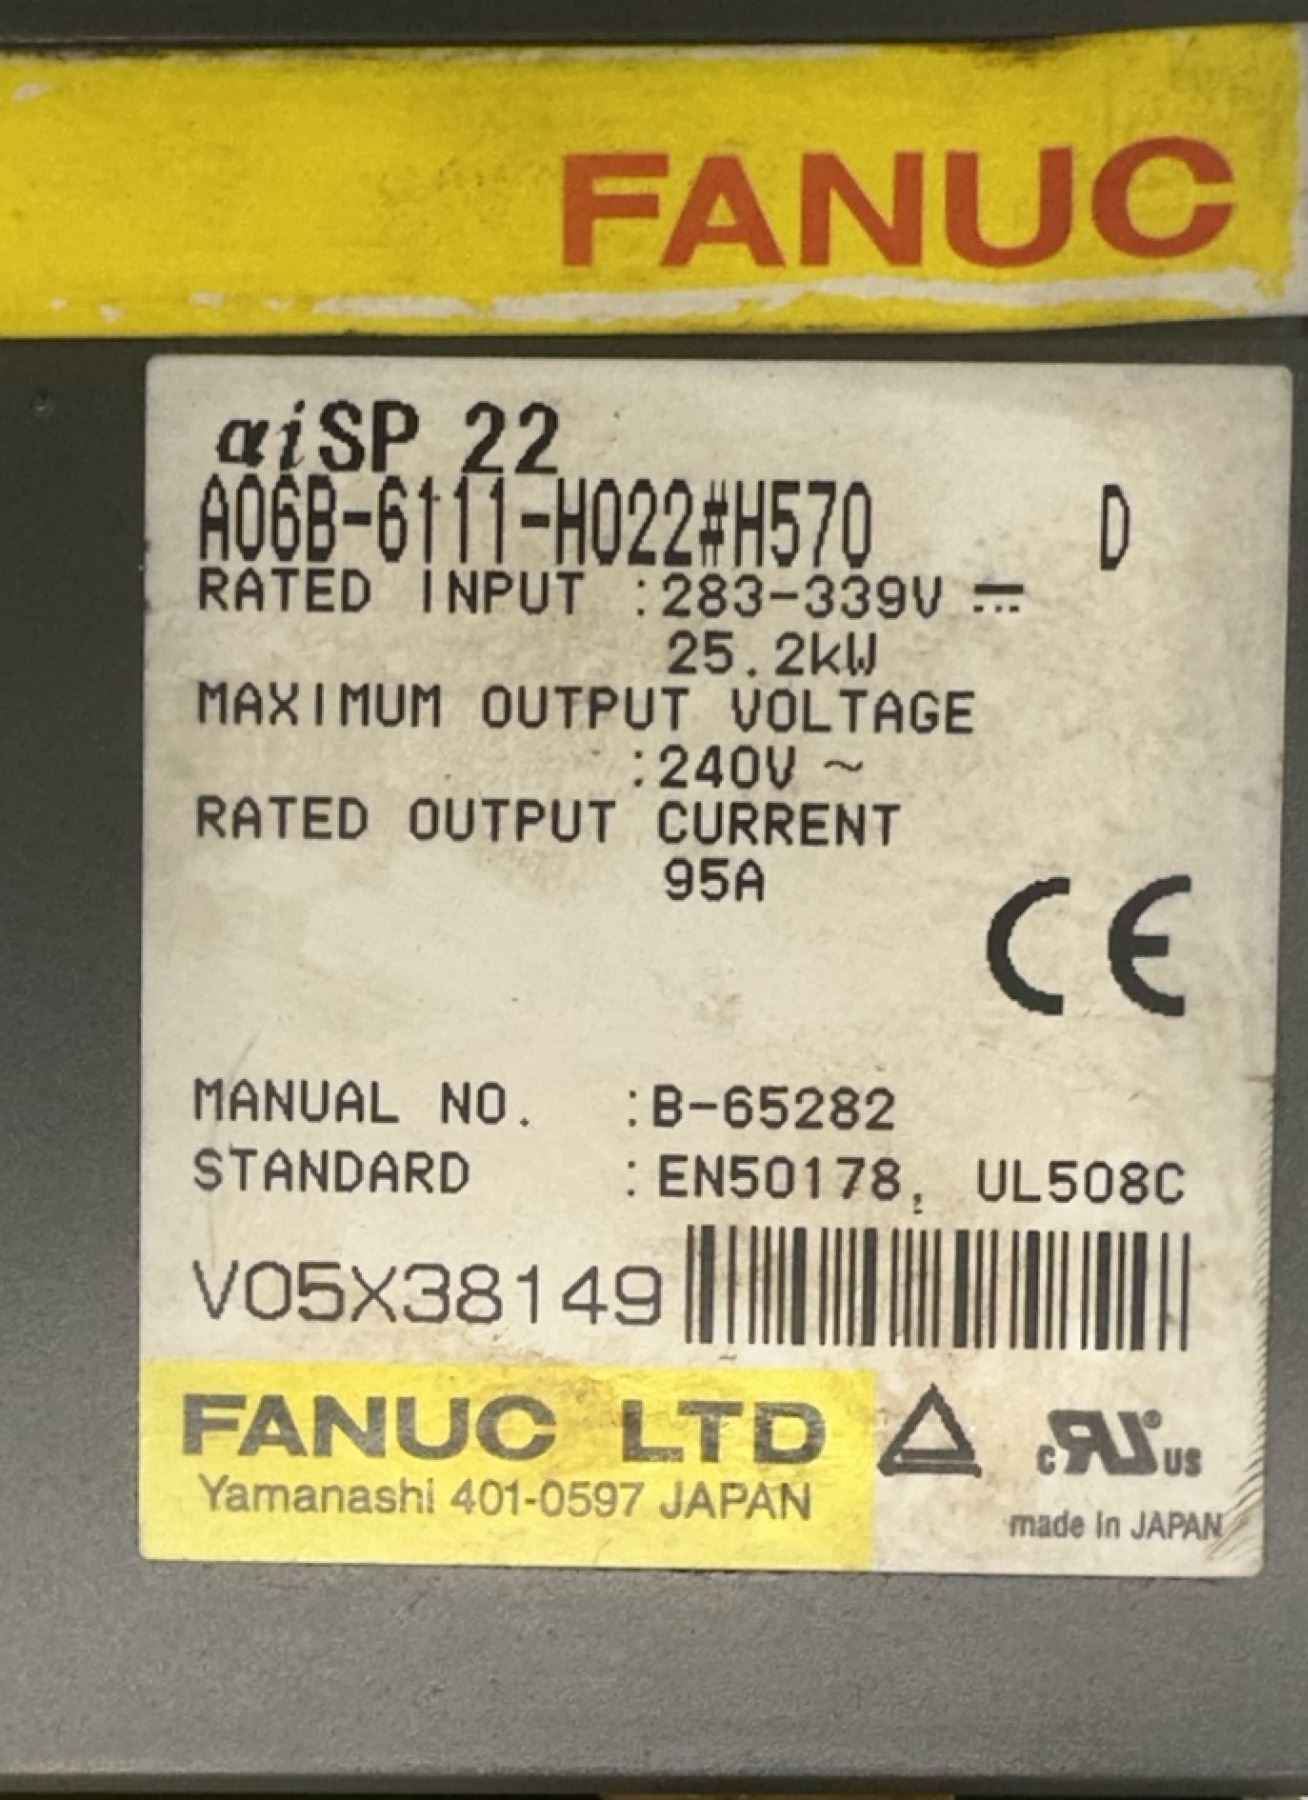 FANUC
αiSP 22
A06B-6111-H022#H570 D
RATED INPUT :283-339V ⎓
25.2kW
MAXIMUM OUTPUT VOLTAGE
:240V ~
RATED OUTPUT CURRENT
95A
CE
MANUAL NO. :B-65282
STANDARD :EN50178, UL508C
V05X38149
FANUC LTD
Yamanashi 401-0597 JAPAN
c RU ® us
made in JAPAN